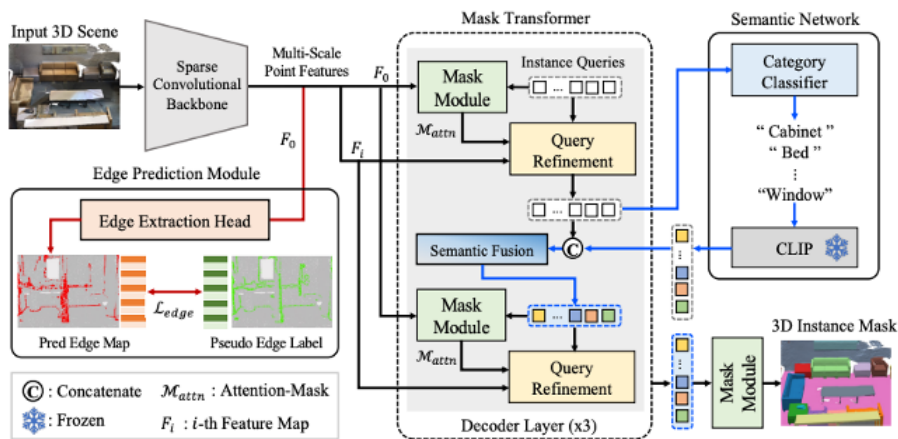 Input 3D Scene
Sparse
Convolutional
Backbone
Multi-Scale
Point Features
F₀
F₀
Fᵢ
Edge Prediction Module
Edge Extraction Head
ℒedge
Pred Edge Map
Pseudo Edge Label
Ⓒ : Concatenate
ℳattn : Attention-Mask
: Frozen
Fᵢ : i-th Feature Map
Mask Transformer
Instance Queries
...
Mask
Module
ℳattn
Query
Refinement
...
C
Semantic Fusion
...
Mask
Module
ℳattn
Query
Refinement
Decoder Layer (x3)
Semantic Network
Category
Classifier
“ Cabinet ”
“ Bed ”
⋮
“Window”
CLIP
⋮
⋮
Mask
Module
3D Instance Mask